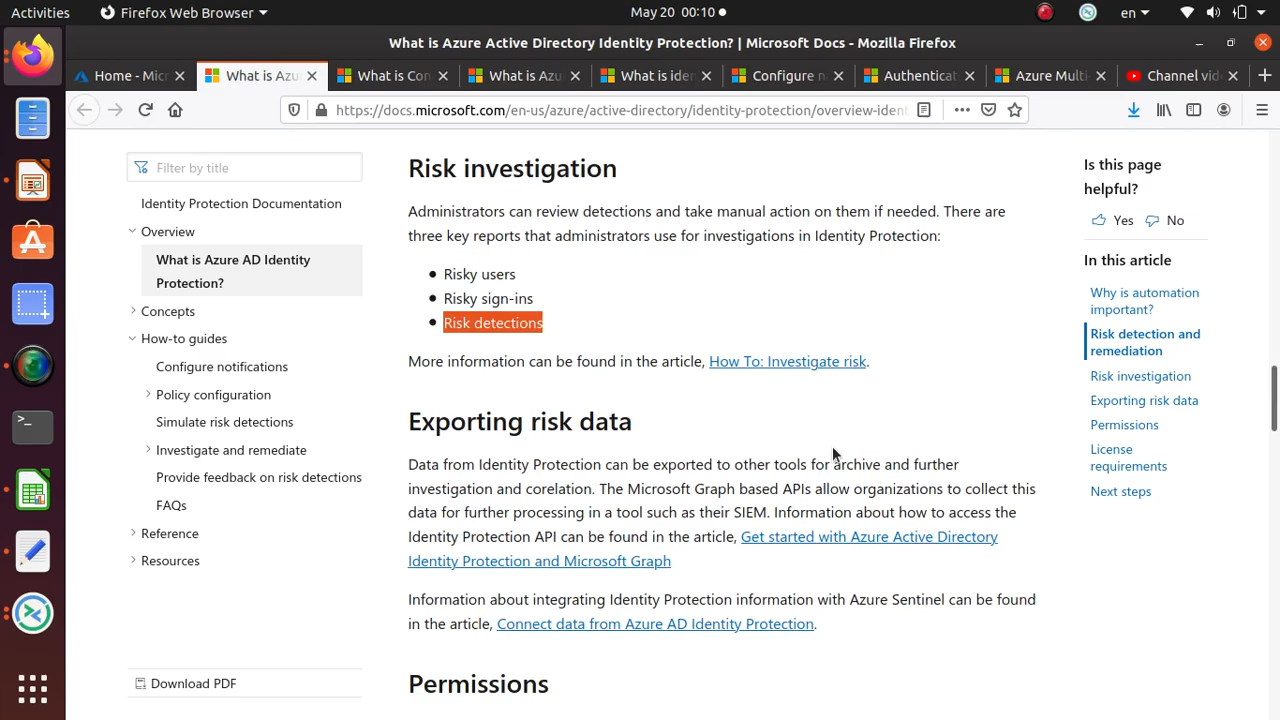 Activities
Firefox Web Browser
May 20 00:10
en
What is Azure Active Directory Identity Protection? | Microsoft Docs - Mozilla Firefox
Home - Mic
What is Azu
What is Con
What is Azu
What is ide
Configure n
Authenticat
Azure Multi
Channel vid
https://docs.microsoft.com/en-us/azure/active-directory/identity-protection/overview-ident
Filter by title
Identity Protection Documentation
Overview
What is Azure AD Identity
Protection?
Concepts
How-to guides
Configure notifications
Policy configuration
Simulate risk detections
Investigate and remediate
Provide feedback on risk detections
FAQs
Reference
Resources
Download PDF
Risk investigation
Administrators can review detections and take manual action on them if needed. There are
three key reports that administrators use for investigations in Identity Protection:
Risky users
Risky sign-ins
Risk detections
More information can be found in the article, How To: Investigate risk.
Exporting risk data
Data from Identity Protection can be exported to other tools for archive and further
investigation and corelation. The Microsoft Graph based APIs allow organizations to collect this
data for further processing in a tool such as their SIEM. Information about how to access the
Identity Protection API can be found in the article, Get started with Azure Active Directory
Identity Protection and Microsoft Graph
Information about integrating Identity Protection information with Azure Sentinel can be found
in the article, Connect data from Azure AD Identity Protection.
Permissions
Is this page
helpful?
Yes No
In this article
Why is automation
important?
Risk detection and
remediation
Risk investigation
Exporting risk data
Permissions
License
requirements
Next steps